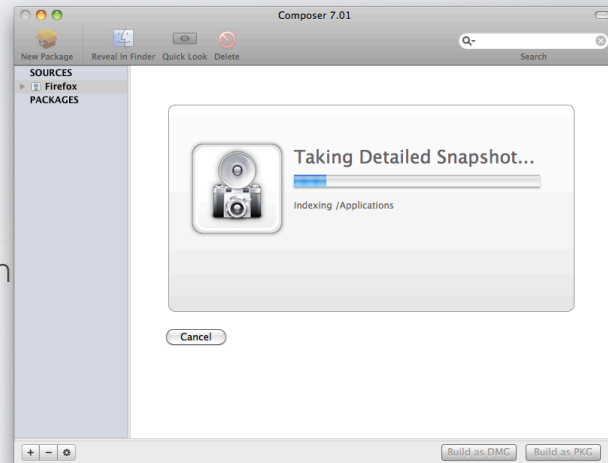 Composer 7.01
New Package Reveal In Finder Quick Look Delete
Search
SOURCES
Firefox
PACKAGES
Taking Detailed Snapshot...
Indexing /Applications
n
Cancel
Build as DMG Build as PKG